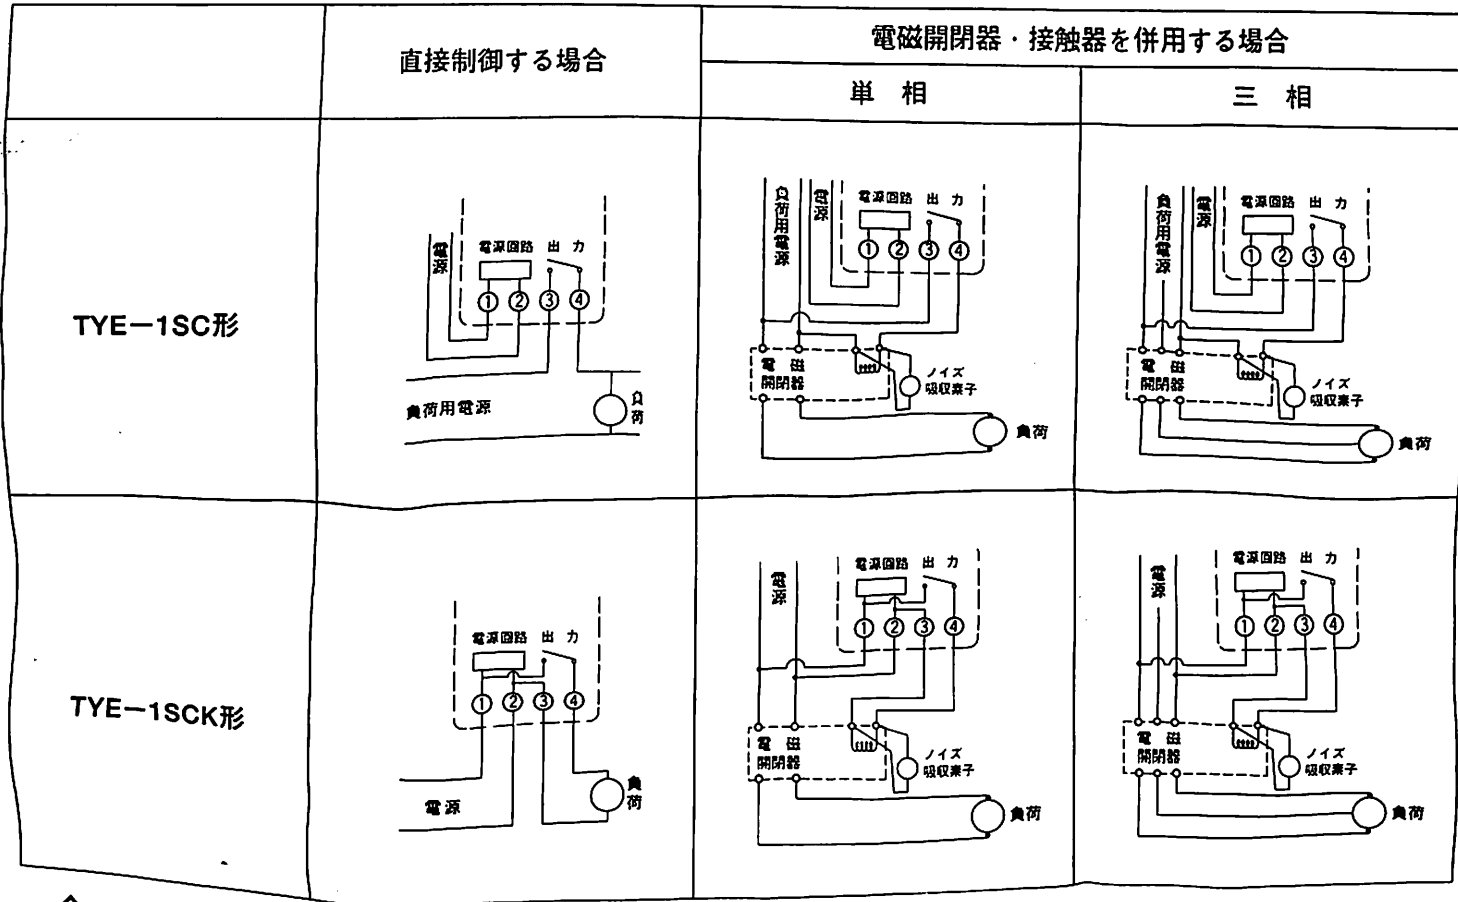 直接制御する場合
電磁開閉器・接触器を併用する場合
単 相
三 相
TYE－1SC形
電源
電源回路 出 力
① ② ③ ④
負荷用電源
負荷
負荷用電源
電源
電源回路 出 力
① ② ③ ④
電 磁
開閉器
ノイズ
吸収素子
負荷
負荷用電源
電源
電源回路 出 力
① ② ③ ④
電 磁
開閉器
ノイズ
吸収素子
負荷
TYE－1SCK形
電源回路 出 力
① ② ③ ④
電源
負荷
電源
電源回路 出 力
① ② ③ ④
電 磁
開閉器
ノイズ
吸収素子
負荷
電源
電源回路 出 力
① ② ③ ④
電 磁
開閉器
ノイズ
吸収素子
負荷